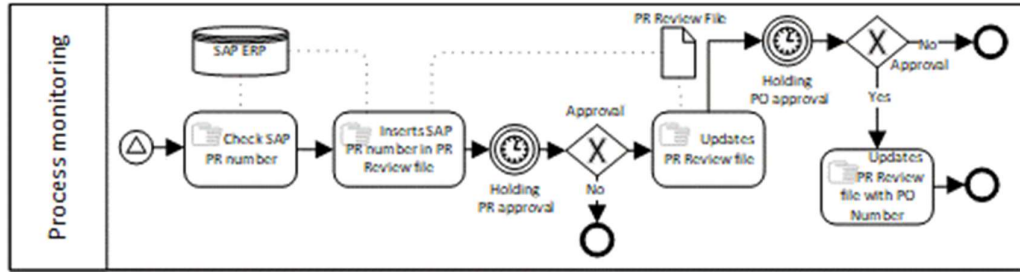 Process monitoring
SAP ERP
Check SAP
PR number
Inserts SAP
PR number in PR
Review file
Holding
PR approval
Approval
No
PR Review File
Updates
PR Review file
Holding
PO approval
No
Approval
Yes
Updates
PR Review
file with PO
Number